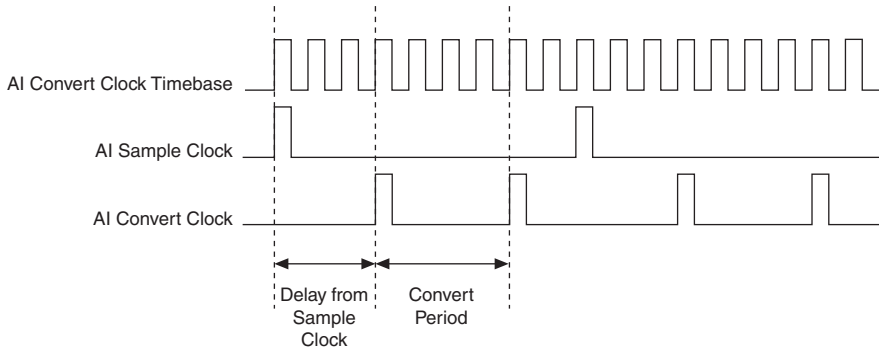 AI Convert Clock Timebase
AI Sample Clock
AI Convert Clock
Delay from
Sample
Clock
Convert
Period